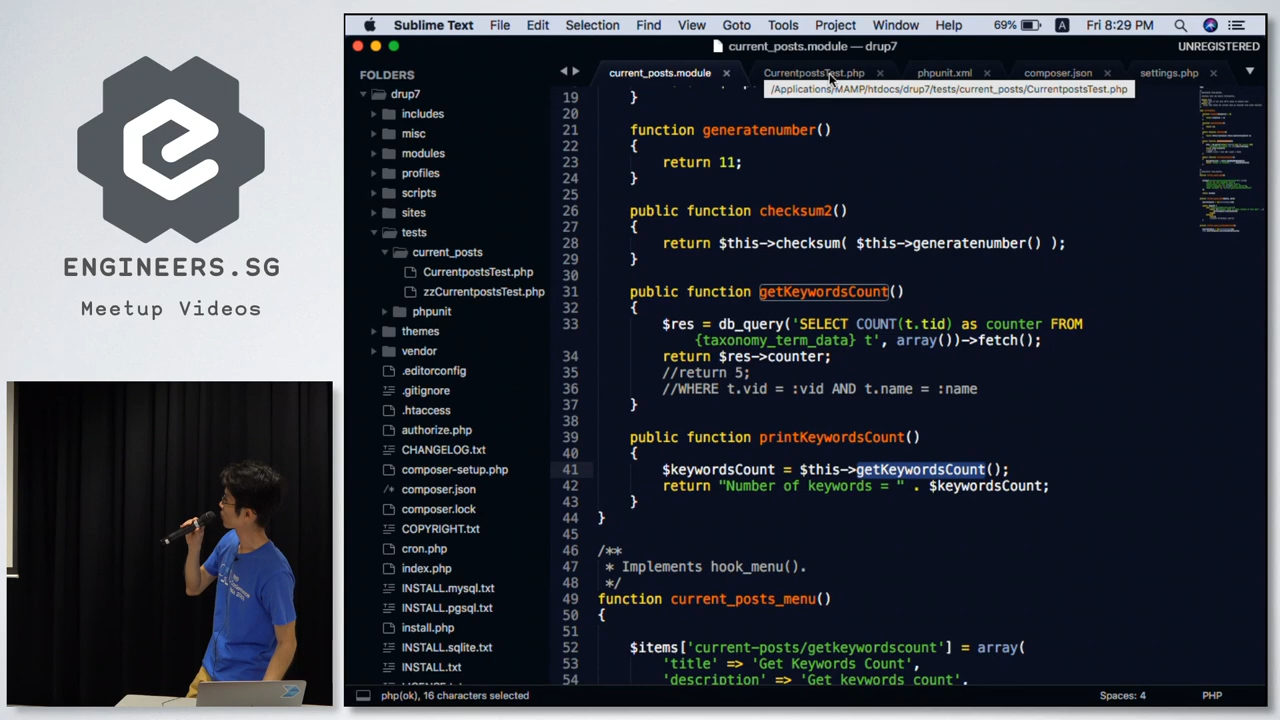 ENGINEERS.SG
Meetup Videos
Sublime Text File Edit Selection Find View Goto Tools Project Window Help 69% A Fri 8:29 PM
current_posts.module — drup7
UNREGISTERED
FOLDERS
drup7
includes
misc
modules
profiles
scripts
sites
tests
current_posts
CurrentpostsTest.php
zzCurrentpostsTest.php
phpunit
themes
vendor
.editorconfig
.gitignore
.htaccess
authorize.php
CHANGELOG.txt
composer-setup.php
composer.json
composer.lock
COPYRIGHT.txt
cron.php
index.php
INSTALL.mysql.txt
INSTALL.pgsql.txt
install.php
INSTALL.sqlite.txt
INSTALL.txt
current_posts.module × CurrentpostsTest.php × phpunit.xml × composer.json × settings.php ×
/Applications/MAMP/htdocs/drup7/tests/current_posts/CurrentpostsTest.php
19 }
20
21 function generatenumber()
22 {
23 return 11;
24 }
25
26 public function checksum2()
27 {
28 return $this->checksum( $this->generatenumber() );
29 }
30
31 public function getKeywordsCount()
32 {
33 $res = db_query('SELECT COUNT(t.tid) as counter FROM
{taxonomy_term_data} t', array())->fetch();
34 return $res->counter;
35 //return 5;
36 //WHERE t.vid = :vid AND t.name = :name
37 }
38
39 public function printKeywordsCount()
40 {
41 $keywordsCount = $this->getKeywordsCount();
42 return "Number of keywords = " . $keywordsCount;
43 }
44 }
45
46 /**
47 * Implements hook_menu().
48 */
49 function current_posts_menu()
50 {
51
52 $items['current-posts/getkeywordscount'] = array(
53 'title' => 'Get Keywords Count',
54 'description' => 'Get keywords count',
php(ok), 16 characters selected
Spaces: 4
PHP